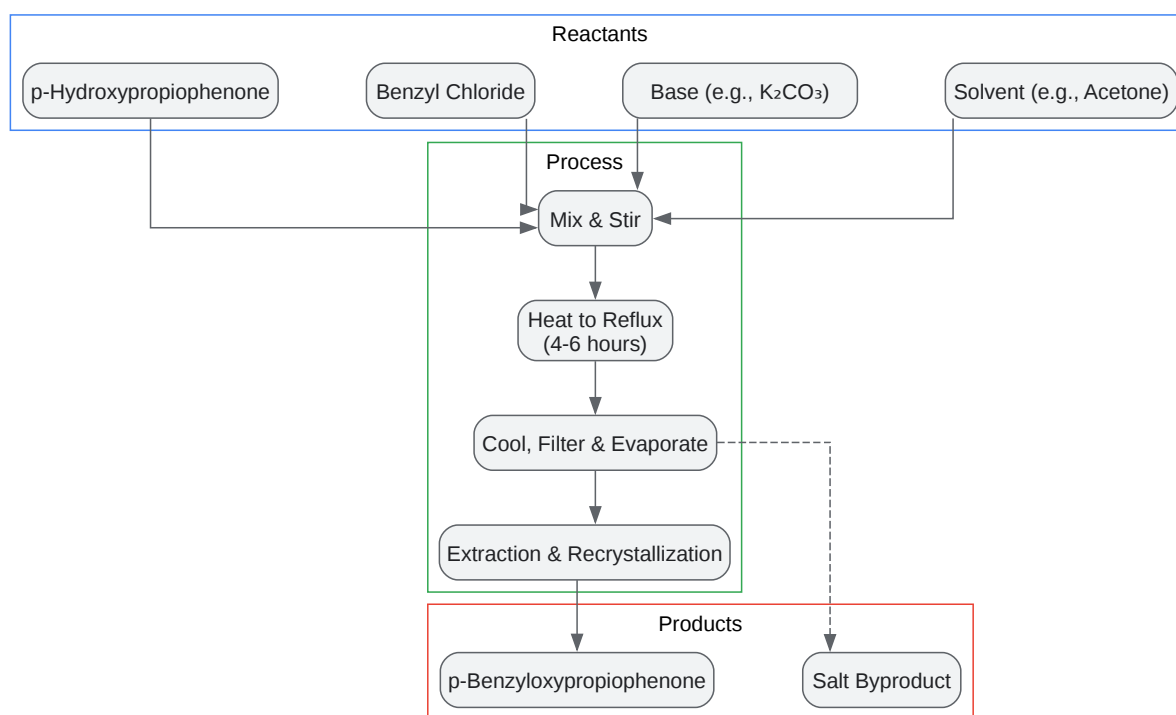 Reactants
p-Hydroxypropiophenone
Benzyl Chloride
Base (e.g., K₂CO₃)
Solvent (e.g., Acetone)
Process
Mix & Stir
Heat to Reflux
(4-6 hours)
Cool, Filter & Evaporate
Extraction & Recrystallization
Products
p-Benzyloxypropiophenone
Salt Byproduct